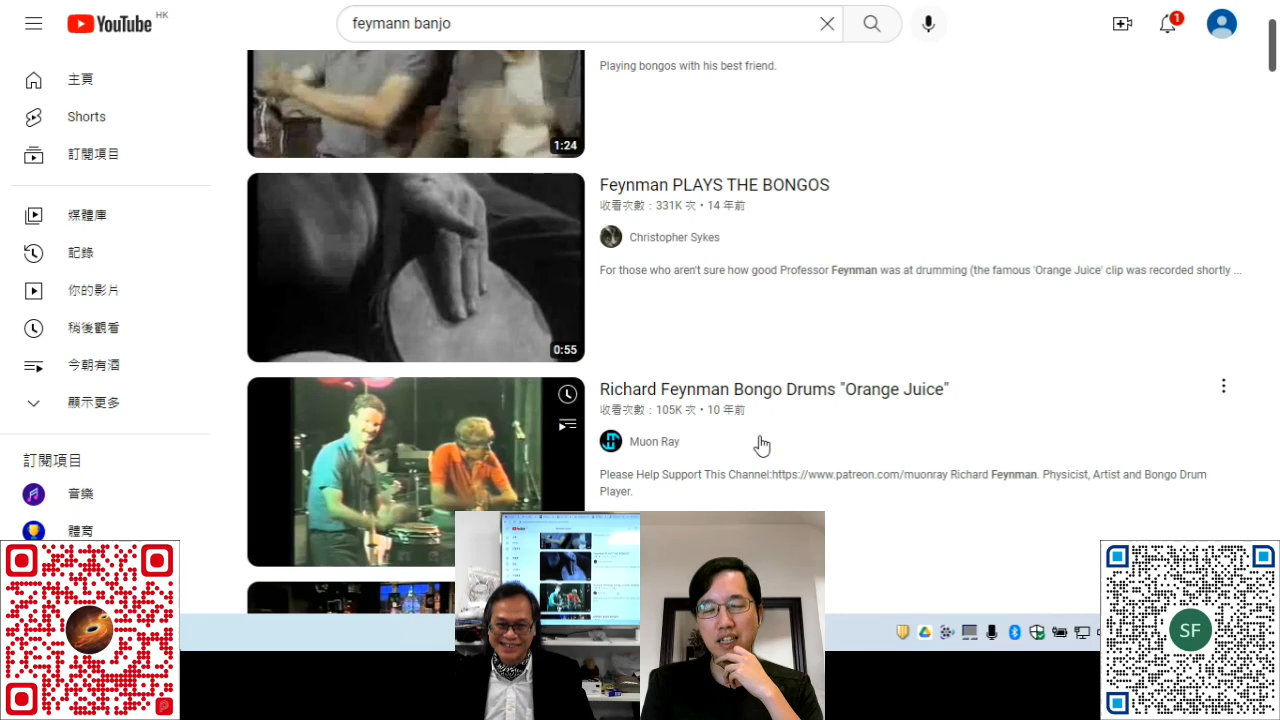 YouTube HK
feymann banjo
1
主頁
Shorts
訂閱項目
媒體庫
記錄
你的影片
稍後觀看
今朝有酒
顯示更多
訂閱項目
音樂
體育
Playing bongos with his best friend.
1:24
Feynman PLAYS THE BONGOS
收看次數：331K 次・14 年前
Christopher Sykes
For those who aren't sure how good Professor Feynman was at drumming (the famous 'Orange Juice' clip was recorded shortly ...
0:55
Richard Feynman Bongo Drums "Orange Juice"
收看次數：105K 次・10 年前
Muon Ray
Please Help Support This Channel:https://www.patreon.com/muonray Richard Feynman. Physicist, Artist and Bongo Drum
Player.
SF